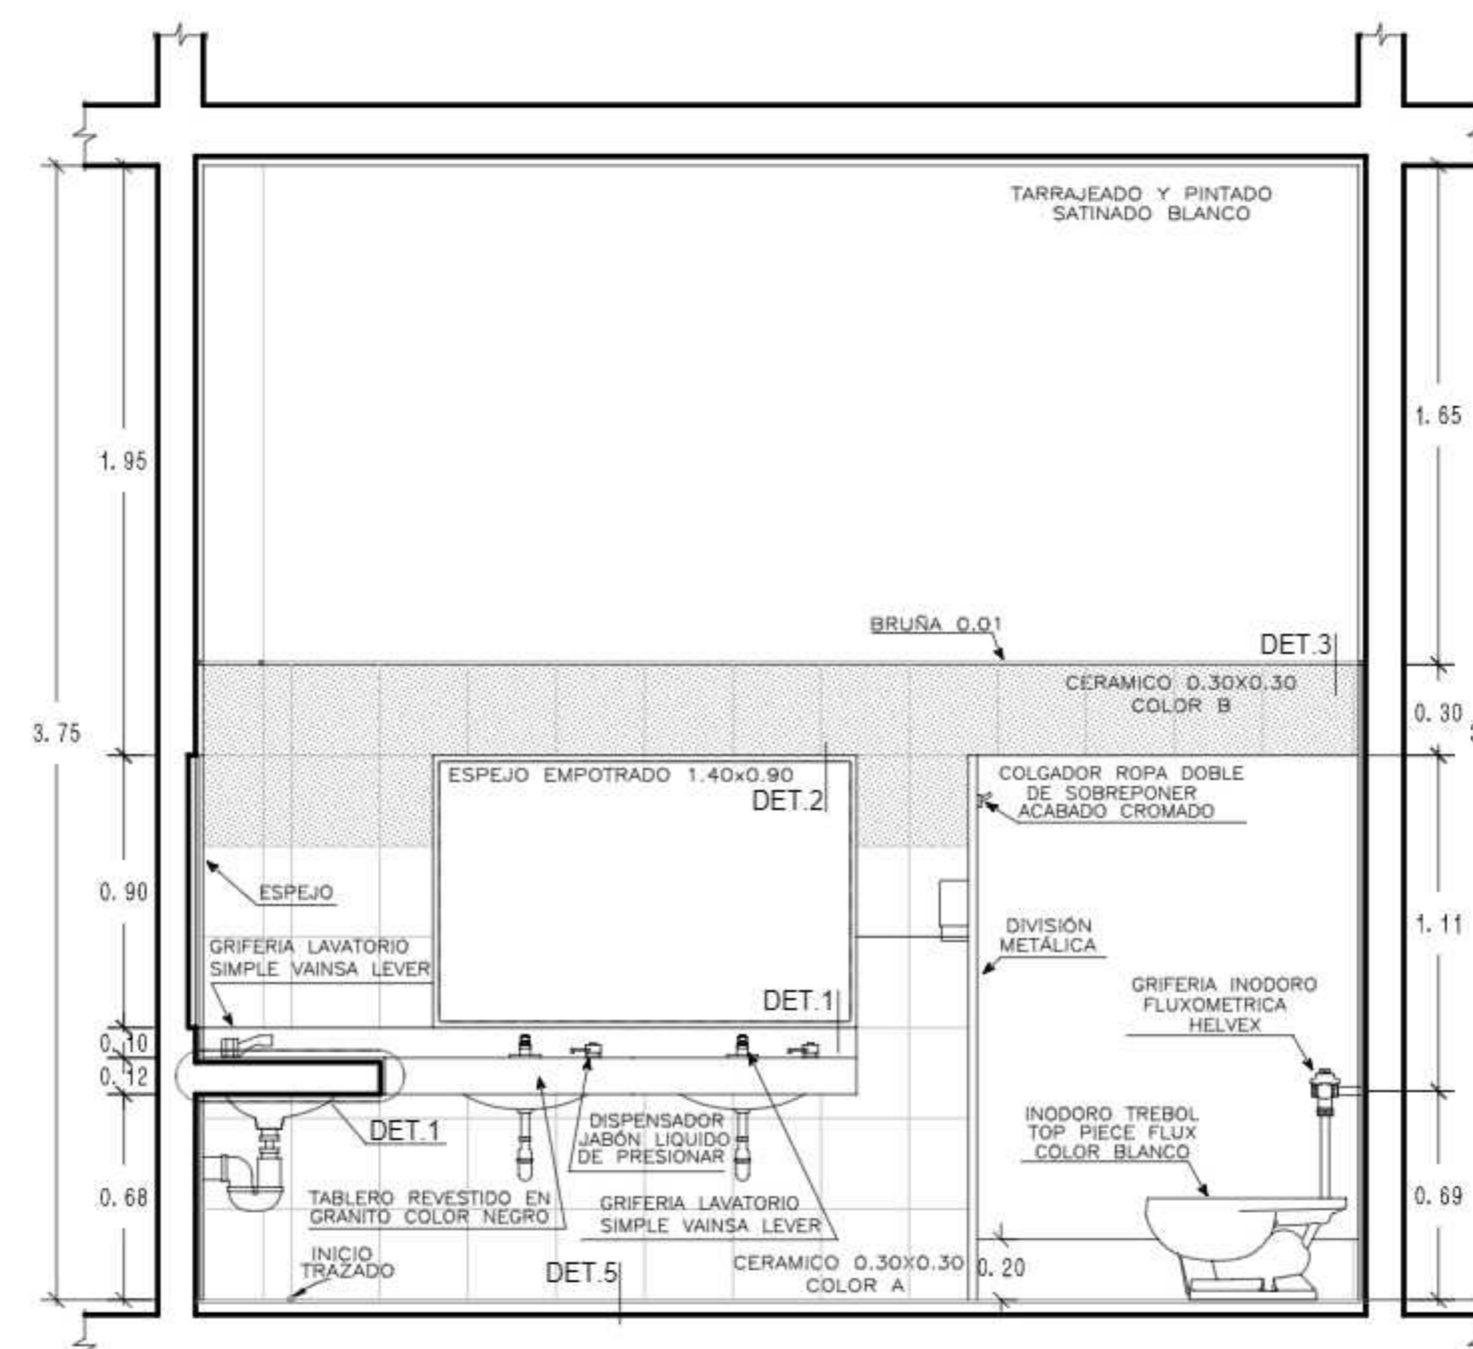 TARRAJEADO Y PINTADO
SATINADO BLANCO
1.65
1.95
BRUÑA 0.01
DET.3
CERAMICO 0.30X0.30
COLOR B
0.30
3.75
ESPEJO EMPOTRADO 1.40x0.90
DET.2
COLGADOR ROPA DOBLE
DE SOBREPONER
ACABADO CROMADO
0.90
ESPEJO
1.11
DIVISIÓN
METÁLICA
GRIFERIA LAVATORIO
SIMPLE VAINSA LEVER
DET.1
GRIFERIA INODORO
FLUXOMETRICA
HELVEX
0.10
0.12
DET.1
DISPENSADOR
JABÓN LIQUIDO
DE PRESIONAR
INODORO TREBOL
TOP PIECE FLUX
COLOR BLANCO
0.68
TABLERO REVESTIDO EN
GRANITO COLOR NEGRO
GRIFERIA LAVATORIO
SIMPLE VAINSA LEVER
0.69
INICIO
TRAZADO
DET.5
CERAMICO 0.30X0.30
COLOR A
0.20